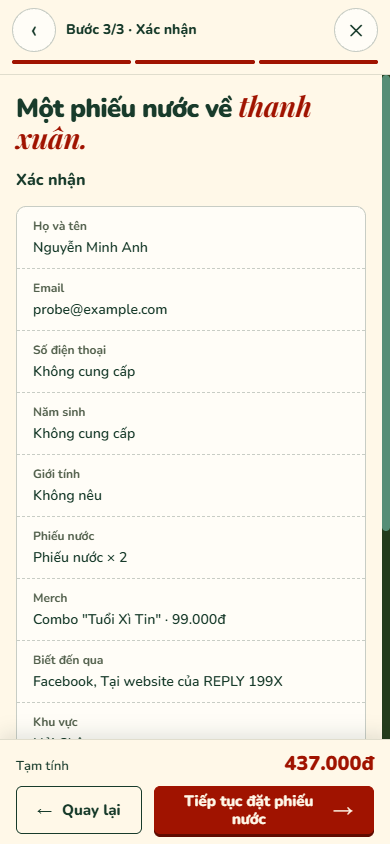 Bước 3/3 · Xác nhận
Một phiếu nước về thanh
xuân.
Xác nhận
Họ và tên
Nguyễn Minh Anh
Email
probe@example.com
Số điện thoại
Không cung cấp
Năm sinh
Không cung cấp
Giới tính
Không nêu
Phiếu nước
Phiếu nước × 2
Merch
Combo "Tuổi Xì Tin" · 99.000đ
Biết đến qua
Facebook, Tại website của REPLY 199X
Khu vực
Tạm tính
437.000đ
← Quay lại
Tiếp tục đặt phiếu
nước →